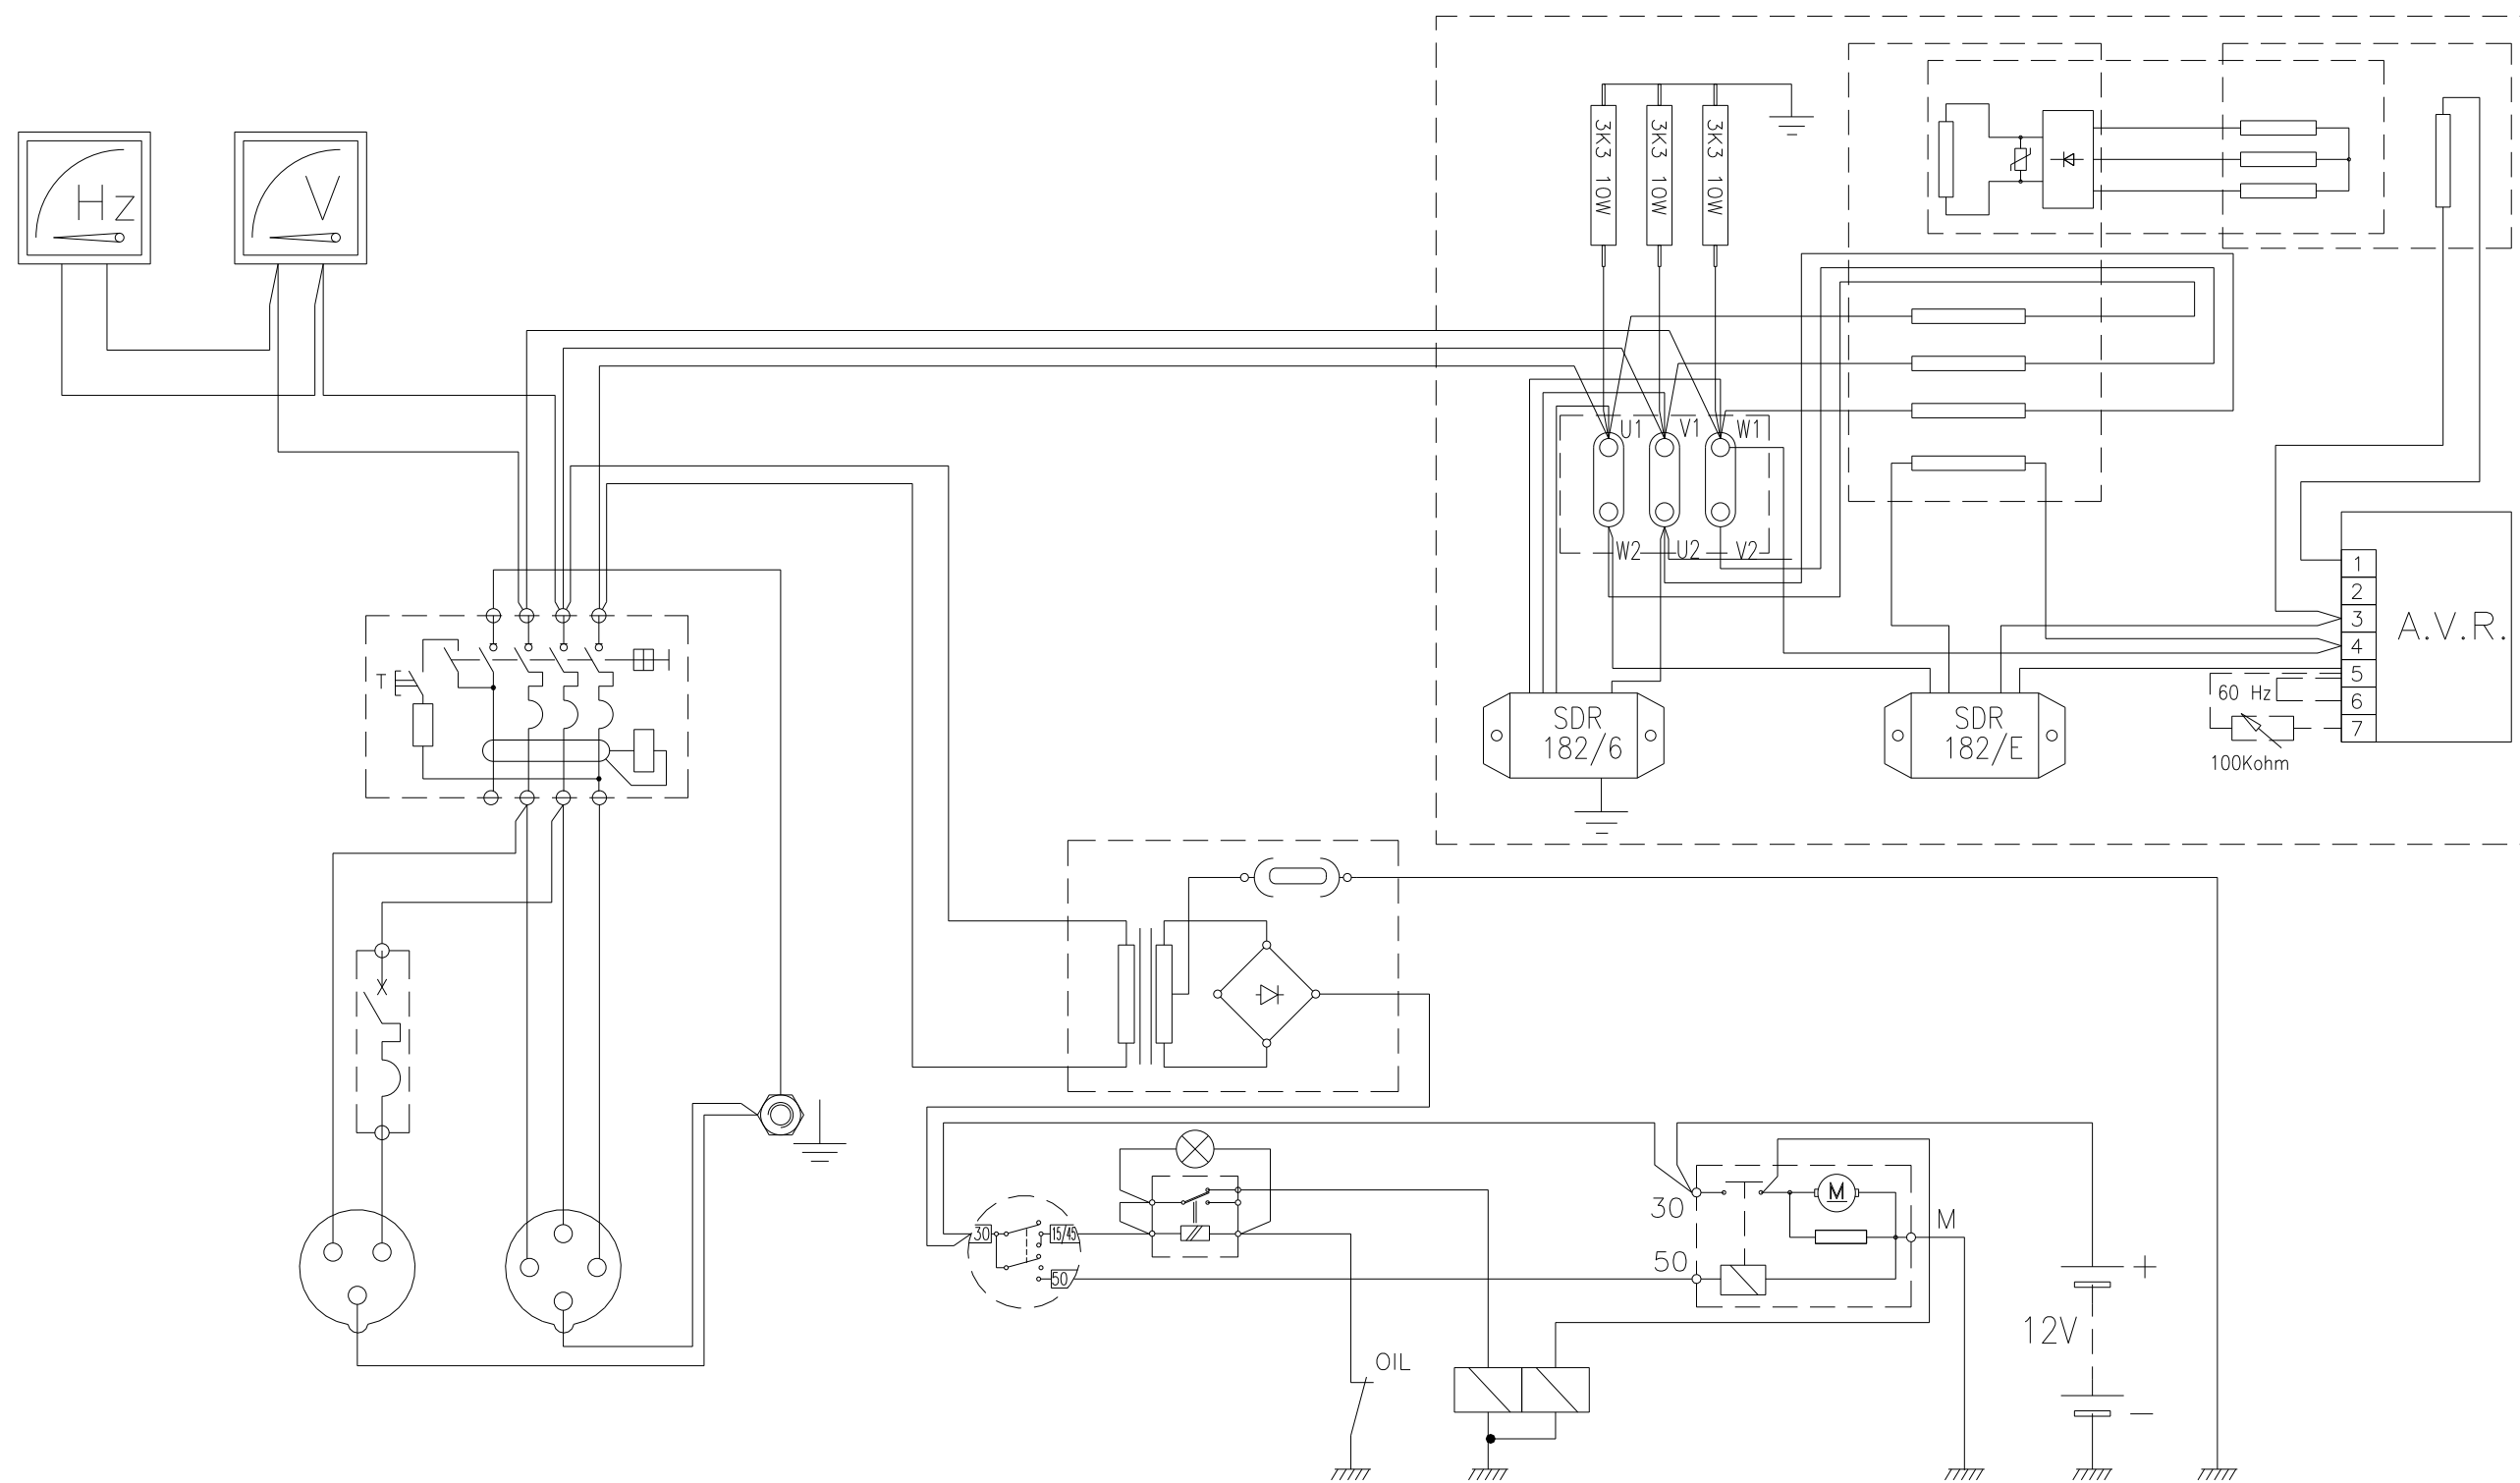 Hz
V
3K3 10W
3K3 10W
3K3 10W
U1
V1
W1
W2
U2
V2
1
2
3
4
5
6
7
A.V.R.
60 Hz
100Kohm
T
SDR
182/6
SDR
182/E
30
15/45
50
30
50
M
M
OIL
12V
+
−